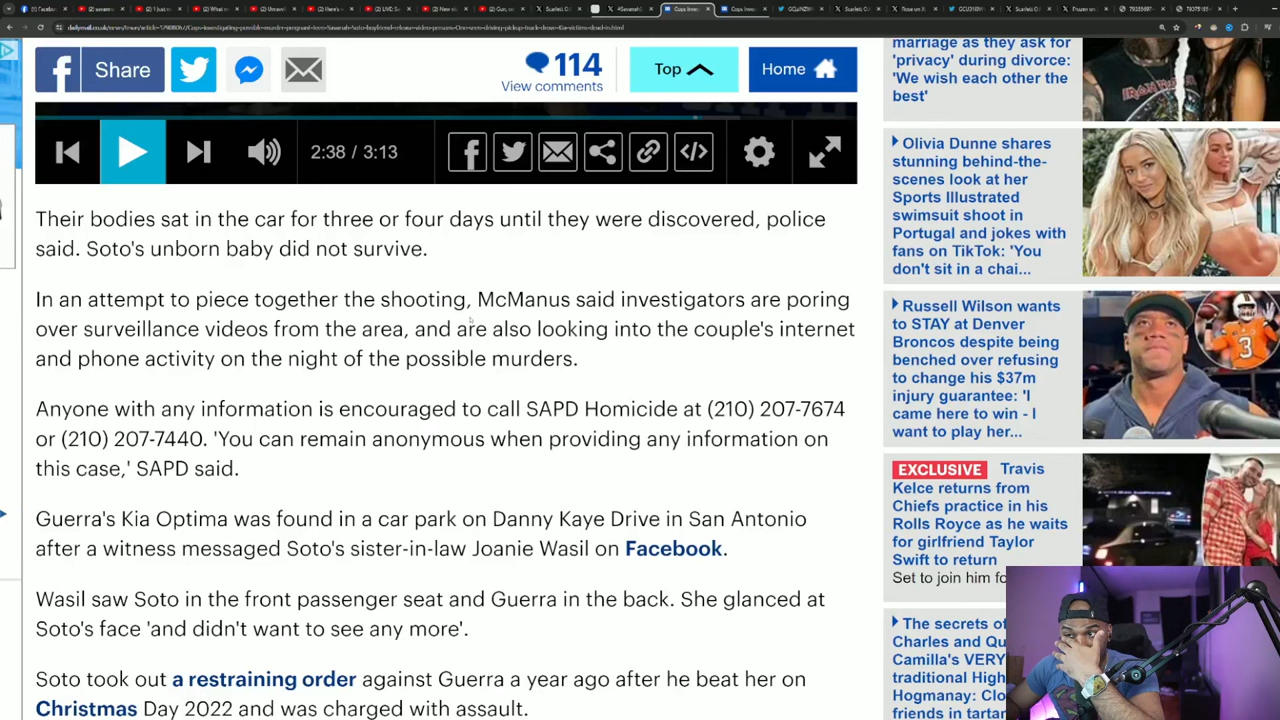 (1) Facebook
dailymail.co.uk/news/
Share
114
View comments
Top
Home
2:38 / 3:13
Their bodies sat in the car for three or four days until they were discovered, police
said. Soto's unborn baby did not survive.
In an attempt to piece together the shooting, McManus said investigators are poring
over surveillance videos from the area, and are also looking into the couple's internet
and phone activity on the night of the possible murders.
Anyone with any information is encouraged to call SAPD Homicide at (210) 207-7674
or (210) 207-7440. 'You can remain anonymous when providing any information on
this case,' SAPD said.
Guerra's Kia Optima was found in a car park on Danny Kaye Drive in San Antonio
after a witness messaged Soto's sister-in-law Joanie Wasil on Facebook.
Wasil saw Soto in the front passenger seat and Guerra in the back. She glanced at
Soto's face 'and didn't want to see any more'.
Soto took out a restraining order against Guerra a year ago after he beat her on
Christmas Day 2022 and was charged with assault.
marriage as they ask for
'privacy' during divorce:
'We wish each other the
best'
Olivia Dunne shares
stunning behind-the-
scenes look at her
Sports Illustrated
swimsuit shoot in
Portugal and jokes with
fans on TikTok: 'You
don't sit in a chai...
Russell Wilson wants
to STAY at Denver
Broncos despite being
benched over refusing
to change his $37m
injury guarantee: 'I
came here to win - I
want to play her...
EXCLUSIVE Travis
Kelce returns from
Chiefs practice in his
Rolls Royce as he waits
for girlfriend Taylor
Swift to return
Set to join him fo
The secrets of
Charles and Qu
Camilla's VERY
traditional High
Hogmanay: Clo
friends in tartan